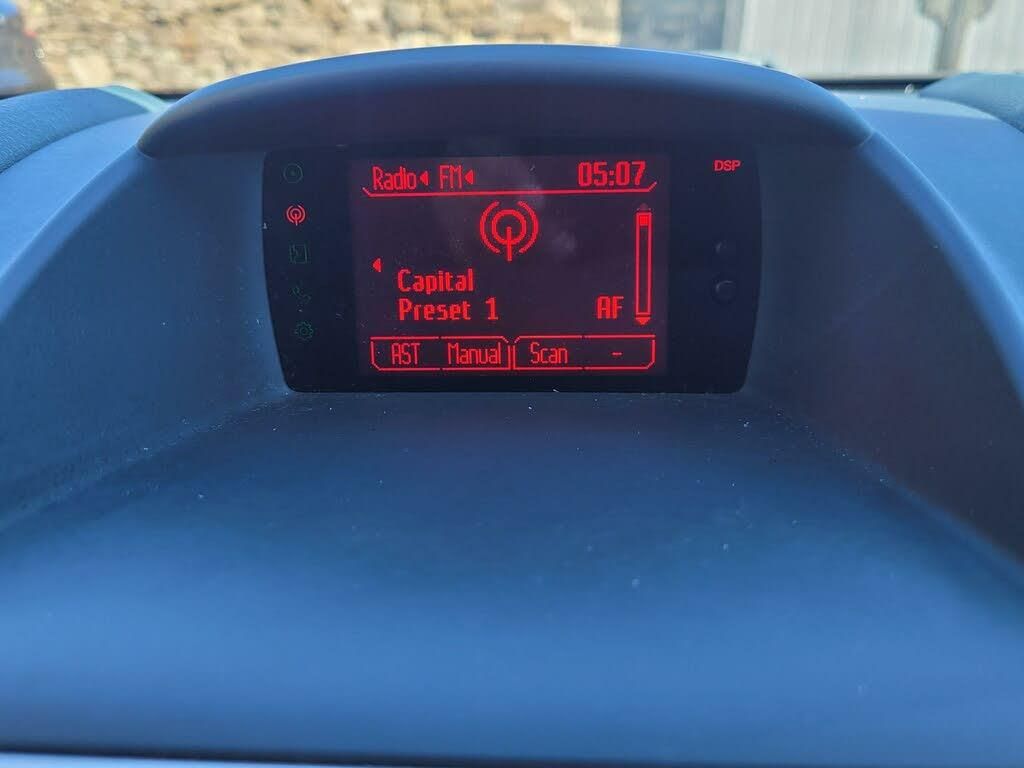 Radio FM 05:07
DSP
Capital
Preset 1 AF
AST Manual Scan -